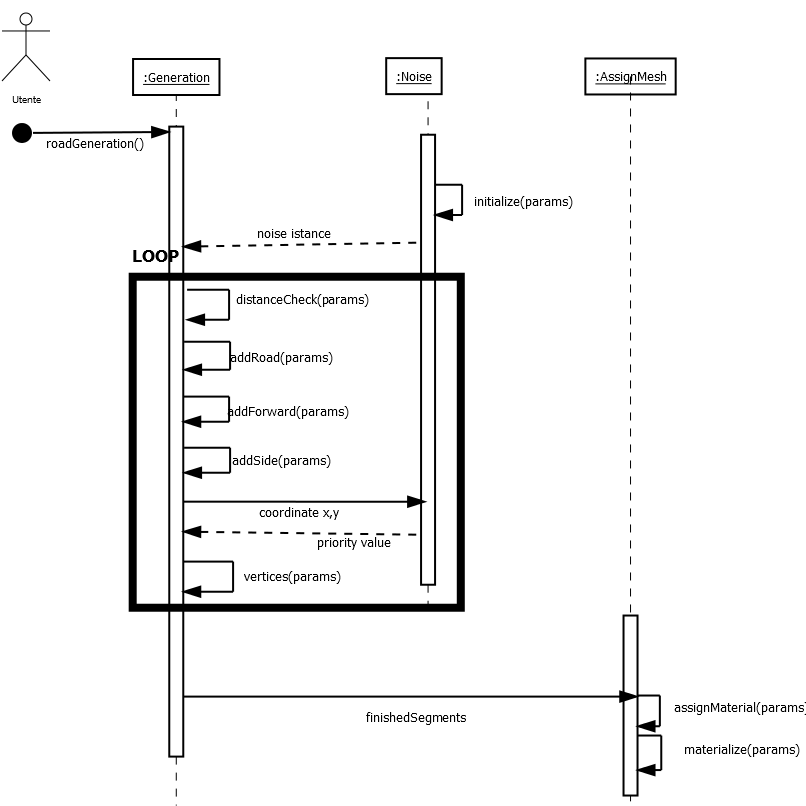 :Generation
:Noise
:AssignMesh
Utente
roadGeneration()
initialize(params)
noise istance
LOOP
distanceCheck(params)
addRoad(params)
addForward(params)
addSide(params)
coordinate x,y
priority value
vertices(params)
finishedSegments
assignMaterial(params)
materialize(params)